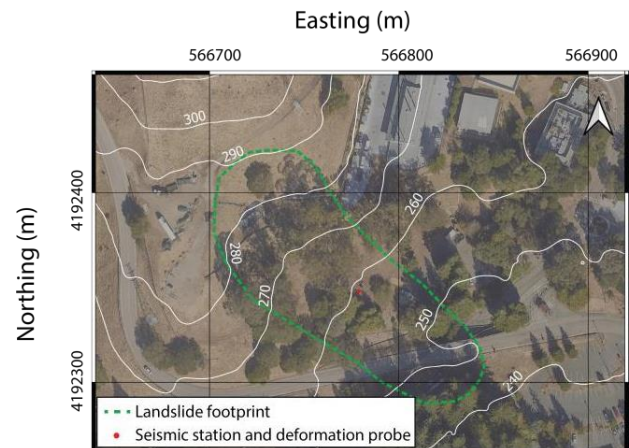 Easting (m)
566700 566800 566900
Northing (m)
4192400
4192300
300
290
280
270
260
250
240
Landslide footprint
Seismic station and deformation probe